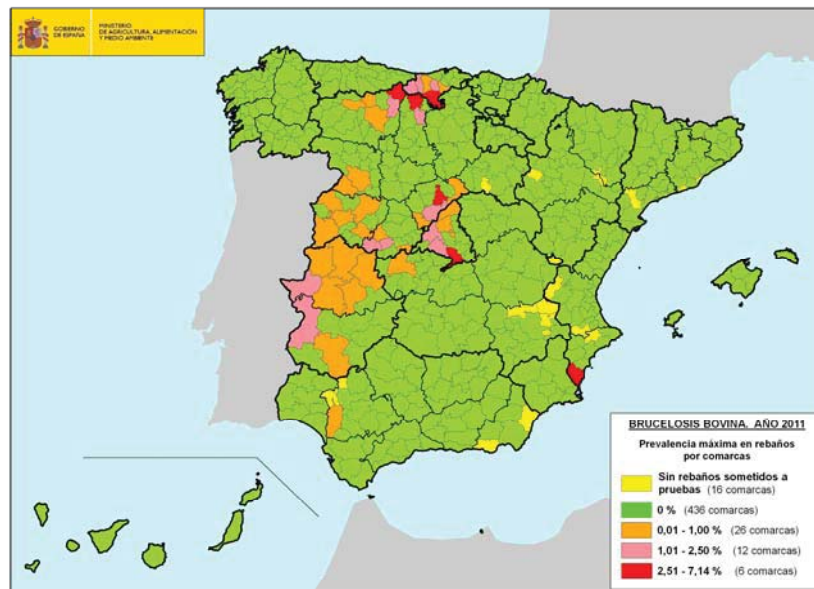 GOBIERNO
DE ESPAÑA
MINISTERIO
DE AGRICULTURA, ALIMENTACIÓN
Y MEDIO AMBIENTE
BRUCELOSIS BOVINA. AÑO 2011
Prevalencia máxima en rebaños
por comarcas
Sin rebaños sometidos a
pruebas (16 comarcas)
0 % (436 comarcas)
0,01 - 1,00 % (26 comarcas)
1,01 - 2,50 % (12 comarcas)
2,51 - 7,14 % (6 comarcas)